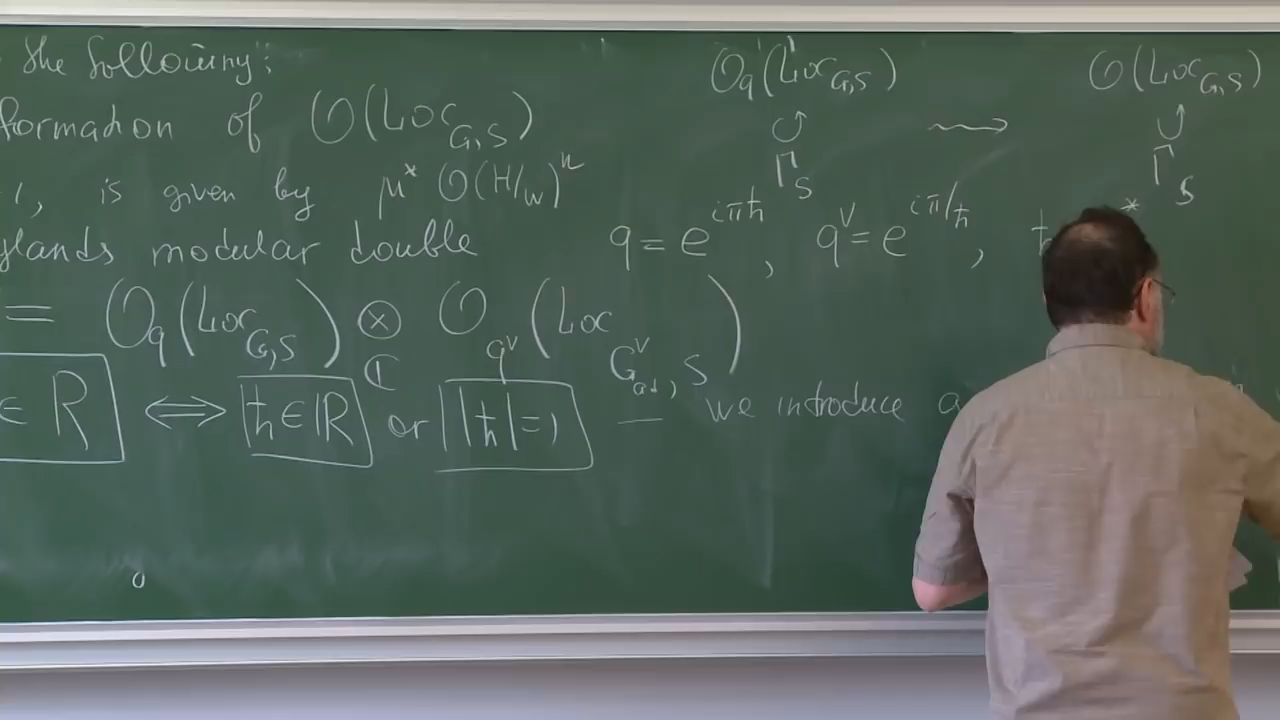 the following:
formation of O(Loc_{G,S})
1, is given by μ* O(H/W)^n
glands modular double
= O_q(Loc_{G,S}) ⊗_ℂ O_{q^∨}(Loc_{G^∨_{ad}, S})
∈ ℝ ⟺ ħ∈ℝ or |ħ|=1 — we introduce a
O_q(Loc_{G,S}) ⇝ O(Loc_{G,S})
↻ ↻
Γ_S Γ_S
q = e^{iπħ}, q^∨ = e^{iπ/ħ}, ħ *